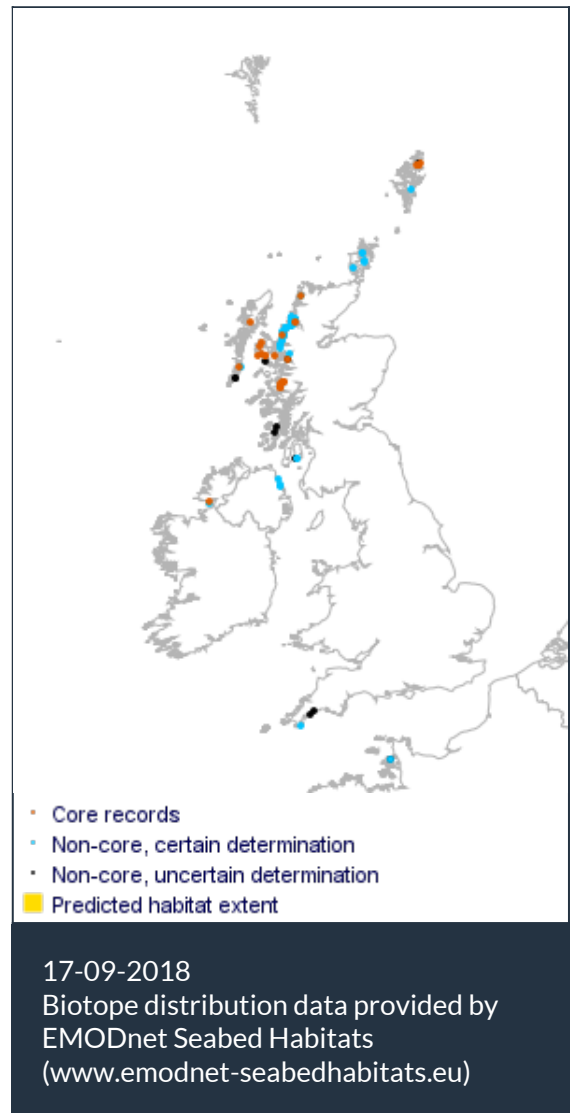 Core records
Non-core, certain determination
Non-core, uncertain determination
Predicted habitat extent
17-09-2018
Biotope distribution data provided by
EMODnet Seabed Habitats
(www.emodnet-seabedhabitats.eu)